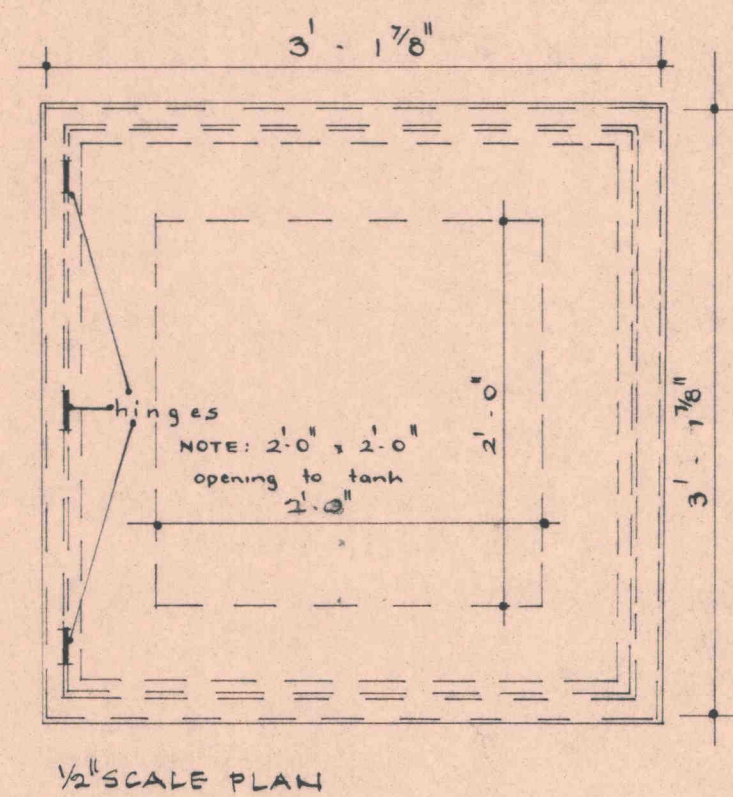 3' - 1 7/8"
hinges
NOTE: 2'-0" x 2'-0"
opening to tank
2'-0"
2'-0"
3' - 1 7/8"
1/2" SCALE PLAN